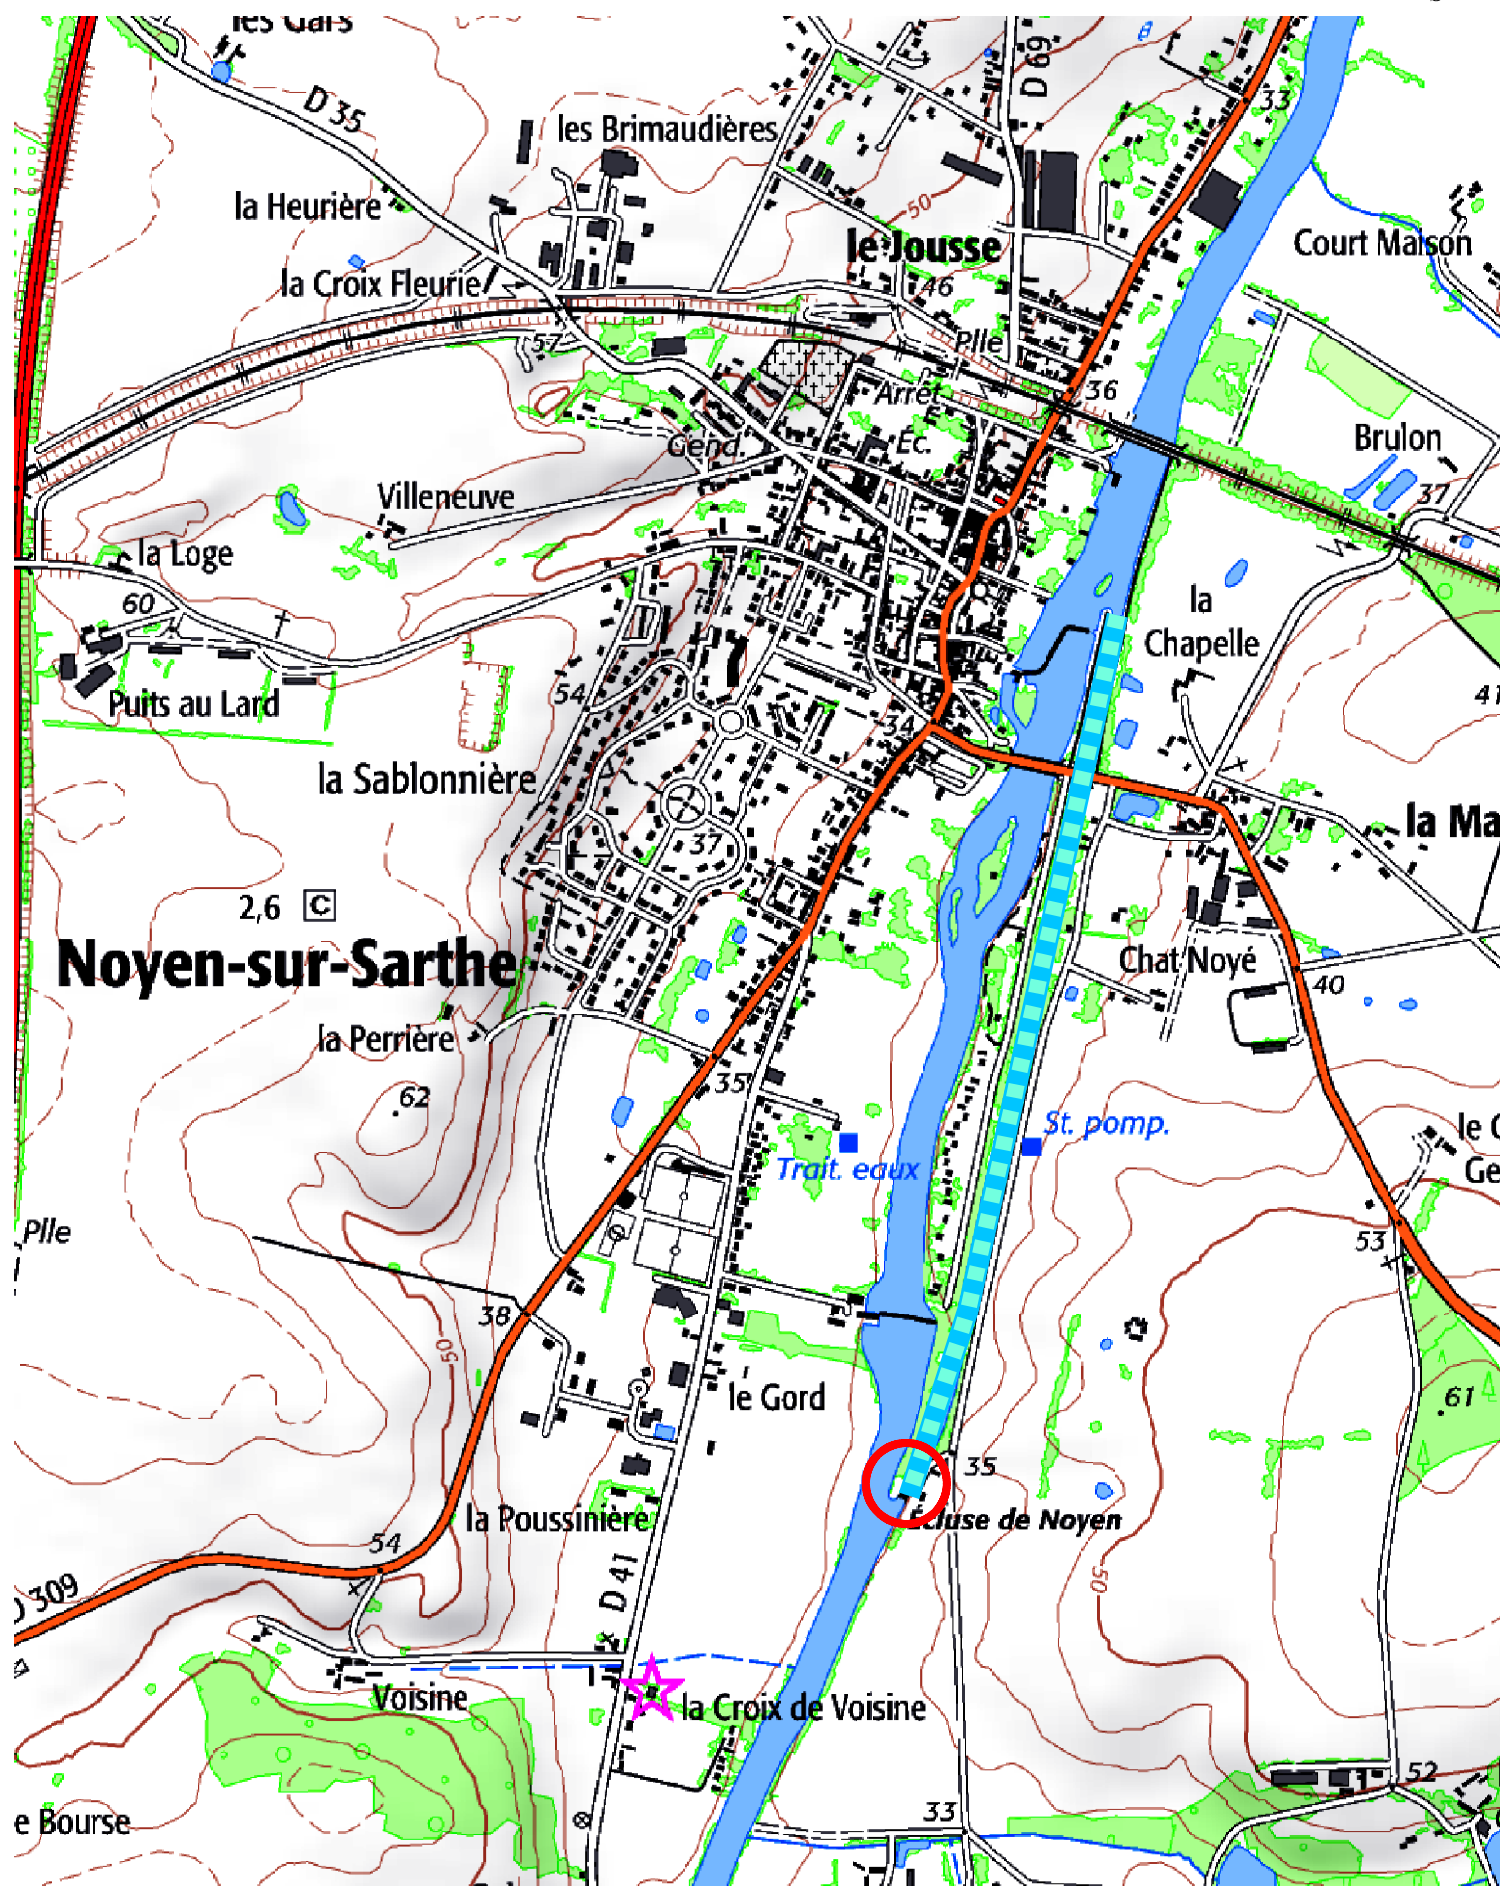 les Gars
D 35
D 69
33
les Brimaudières
la Heurière
50
le Jousse
Court Maison
la Croix Fleurie
46
57
Plle
Arrêt
36
Gend.
Éc.
Brulon
Villeneuve
37
la Loge
60
la
Chapelle
54
41
Puits au Lard
34
la Sablonnière
37
la Ma
2,6 C
Noyen-sur-Sarthe
Chat Noyé
40
la Perrière
62
35
St. pomp.
le G
Trait. eaux
Ge
Plle
53
38
50
le Gord
61
35
la Poussinière
Écluse de Noyen
54
D 41
50
D 309
Voisine
la Croix de Voisine
52
e Bourse
33